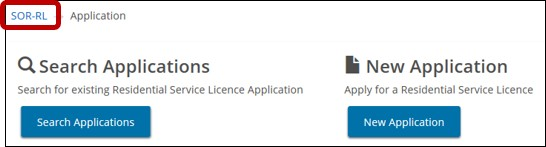 SOR-RL Application
Search Applications
Search for existing Residential Service Licence Application
Search Applications
New Application
Apply for a Residential Service Licence
New Application